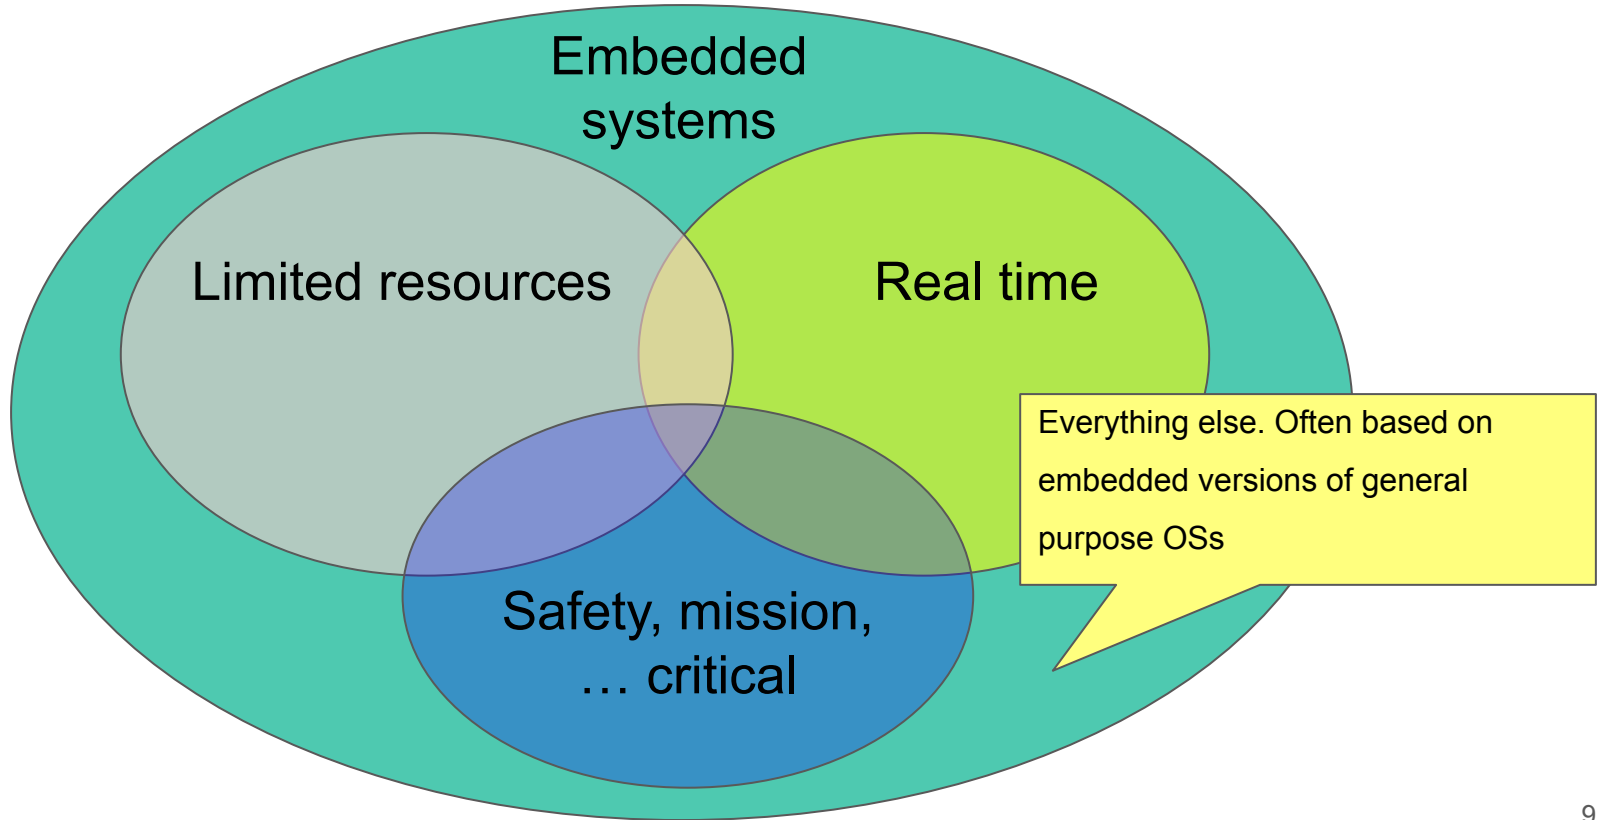 Embedded
systems
Limited resources
Real time
Everything else. Often based on
embedded versions of general
purpose OSs
Safety, mission,
… critical
9